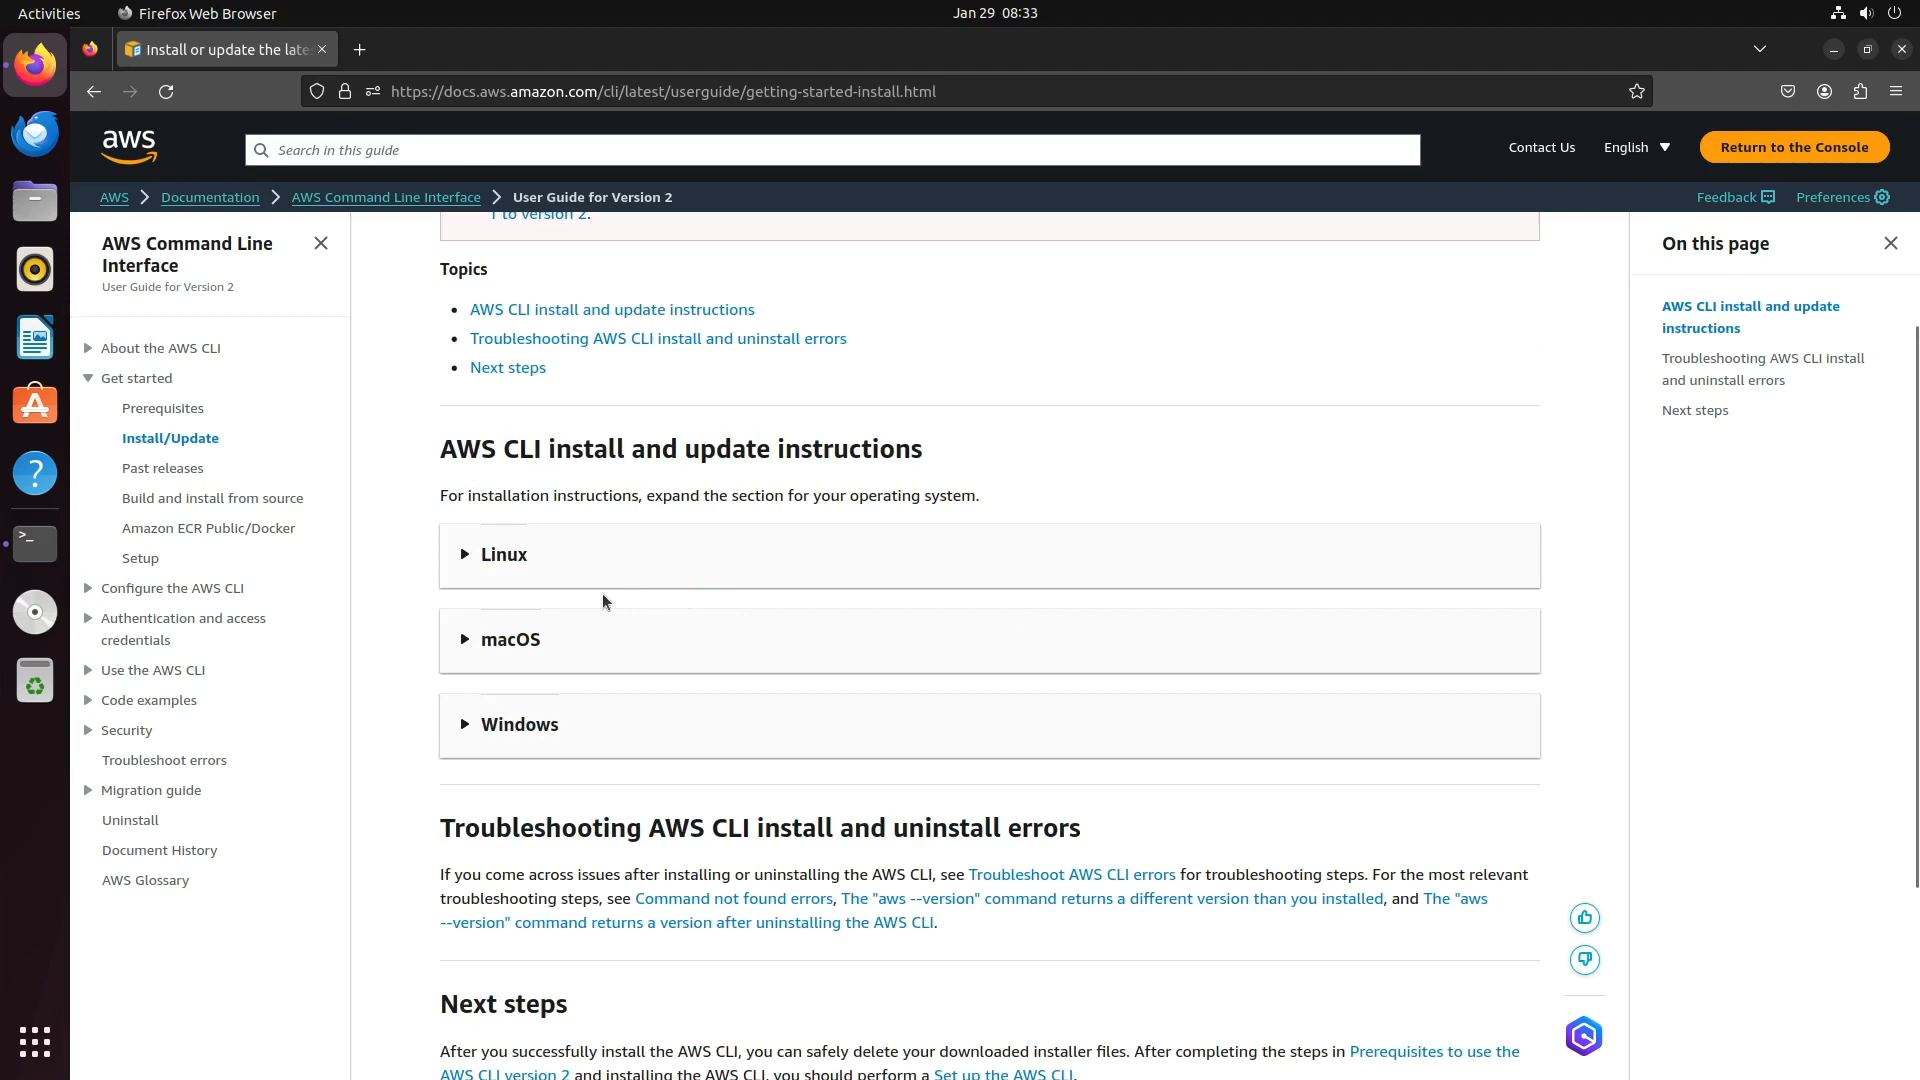 Activities
Firefox Web Browser
Jan 29 08:33
Install or update the late
https://docs.aws.amazon.com/cli/latest/userguide/getting-started-install.html
aws
Search in this guide
Contact Us
English
Return to the Console
AWS
Documentation
AWS Command Line Interface
User Guide for Version 2
Feedback
Preferences
AWS Command Line
Interface
User Guide for Version 2
About the AWS CLI
Get started
Prerequisites
Install/Update
Past releases
Build and install from source
Amazon ECR Public/Docker
Setup
Configure the AWS CLI
Authentication and access
credentials
Use the AWS CLI
Code examples
Security
Troubleshoot errors
Migration guide
Uninstall
Document History
AWS Glossary
1 to version 2.
Topics
• AWS CLI install and update instructions
• Troubleshooting AWS CLI install and uninstall errors
• Next steps
AWS CLI install and update instructions
For installation instructions, expand the section for your operating system.
Linux
macOS
Windows
Troubleshooting AWS CLI install and uninstall errors
If you come across issues after installing or uninstalling the AWS CLI, see Troubleshoot AWS CLI errors for troubleshooting steps. For the most relevant
troubleshooting steps, see Command not found errors, The "aws --version" command returns a different version than you installed, and The "aws
--version" command returns a version after uninstalling the AWS CLI.
Next steps
After you successfully install the AWS CLI, you can safely delete your downloaded installer files. After completing the steps in Prerequisites to use the
AWS CLI version 2 and installing the AWS CLI, you should perform a Set up the AWS CLI.
On this page
AWS CLI install and update
instructions
Troubleshooting AWS CLI install
and uninstall errors
Next steps